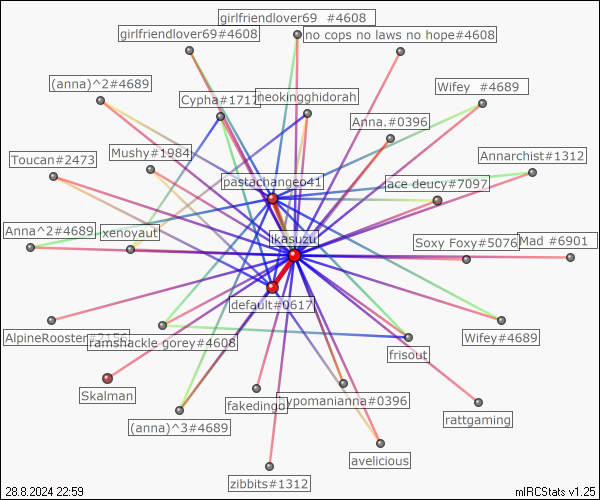 girlfriendlover69 #4608
girlfriendlover69#4608
no cops no laws no hope#4608
(anna)^2#4689
Wifey #4689
Cypha#1717
neokingghidorah
Anna.#0396
Mushy#1984
Toucan#2473
Annarchist#1312
pastachangeo41
ace deucy#7097
Anna^2#4689
xenoyaut
ikasuzu
Soxy Foxy#5076
Mad #6901
default#0617
AlpineRooster#2156
ramshackle gorey#4608
Wifey#4689
frisout
Skalman
fakedingo
hypomanianna#0396
rattgaming
(anna)^3#4689
avelicious
zibbits#1312
28.8.2024 22:59
mIRCStats v1.25